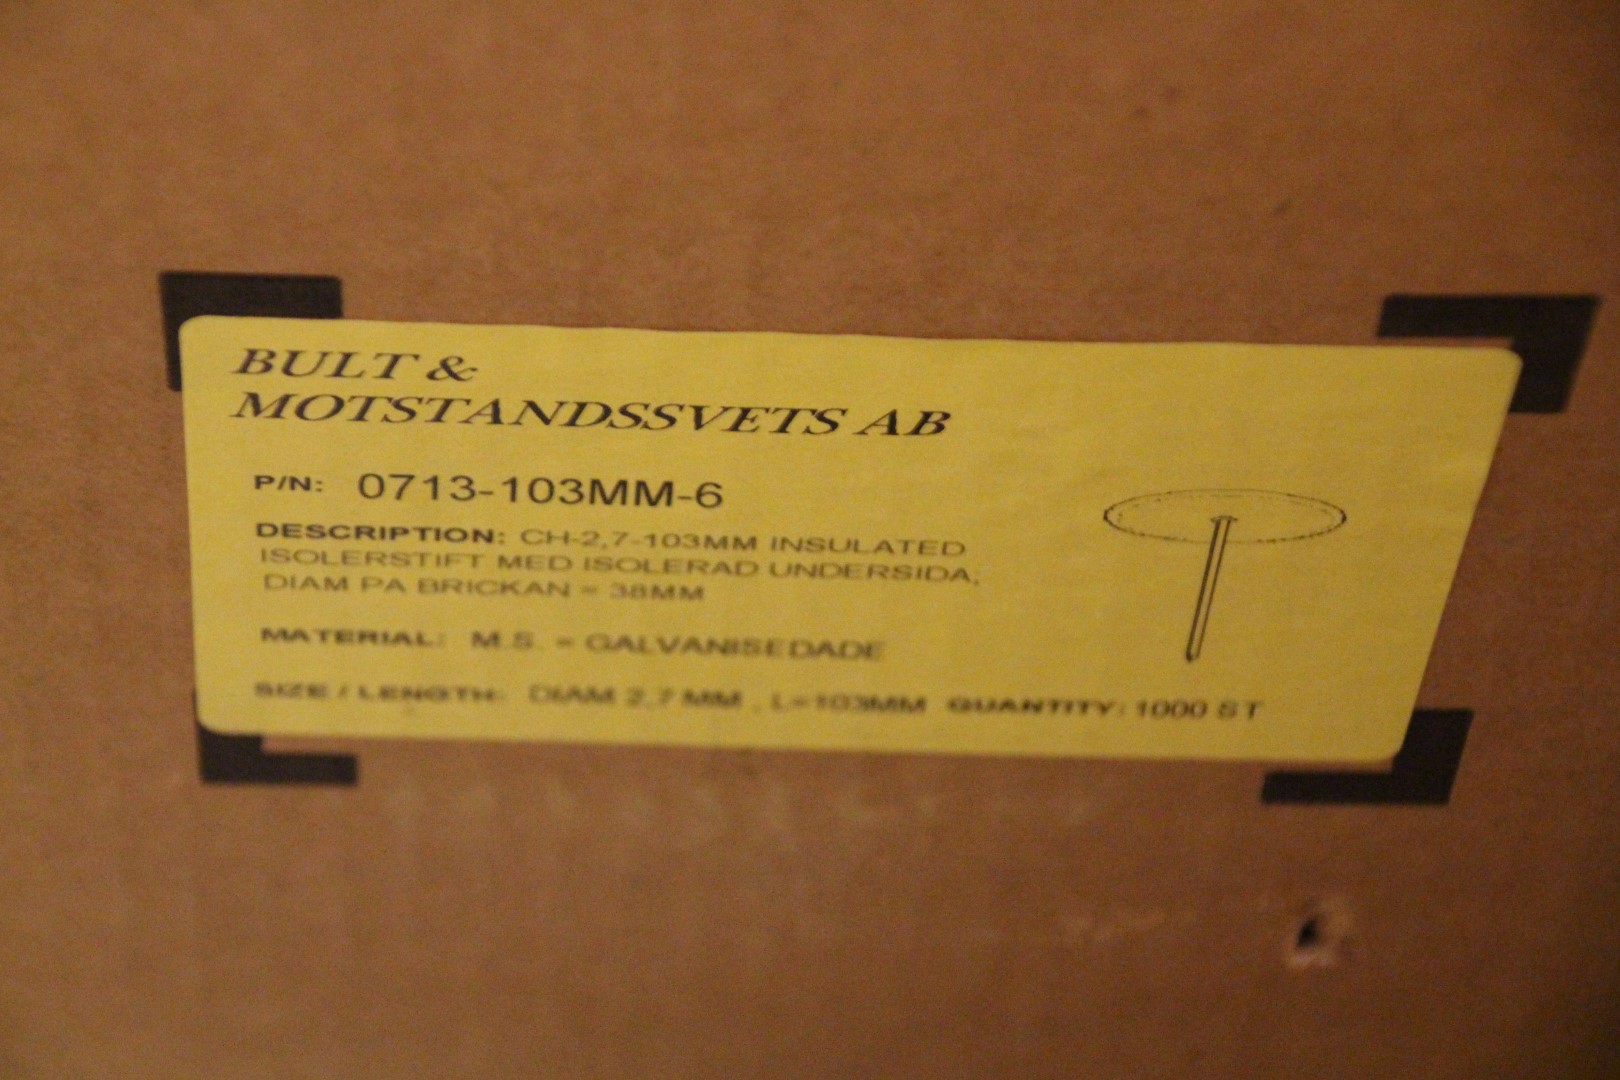 BULT &
MOTSTANDSSVETS AB
P/N: 0713-103MM-6
DESCRIPTION: CH-2,7-103MM INSULATED
ISOLERSTIFT MED ISOLERAD UNDERSIDA,
DIAM PA BRICKAN = 38MM
MATERIAL: M.S. = GALVANISEDADE
SIZE / LENGTH: DIAM 2,7 MM , L=103MM QUANTITY: 1000 ST